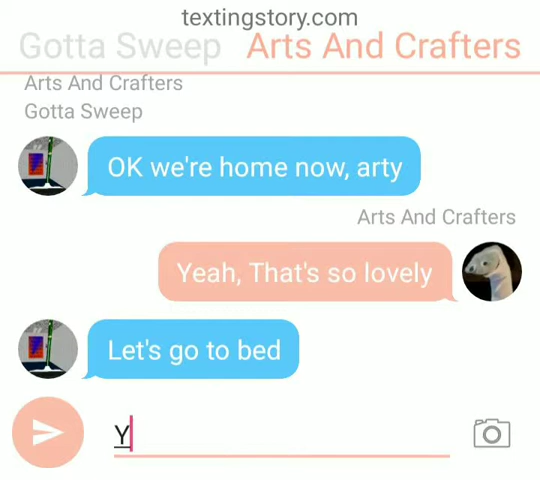 textingstory.com
Gotta Sweep Arts And Crafters
Arts And Crafters
Gotta Sweep
OK we're home now, arty
Arts And Crafters
Yeah, That's so lovely
Let's go to bed
Y